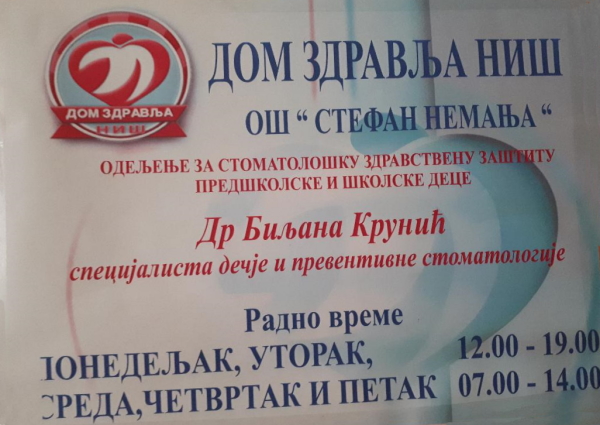 ДОМ ЗДРАВЉА
НИШ
ДОМ ЗДРАВЉА НИШ
ОШ “ СТЕФАН НЕМАЊА “
ОДЕЉЕЊЕ ЗА СТОМАТОЛОШКУ ЗДРАВСТВЕНУ ЗАШТИТУ
ПРЕДШКОЛСКЕ И ШКОЛСКЕ ДЕЦЕ
Др Биљана Крунић
специјалиста дечје и превентивне стоматологије
Радно време
ПОНЕДЕЉАК, УТОРАК, 12.00 - 19.00
СРЕДА,ЧЕТВРТАК И ПЕТАК 07.00 - 14.00